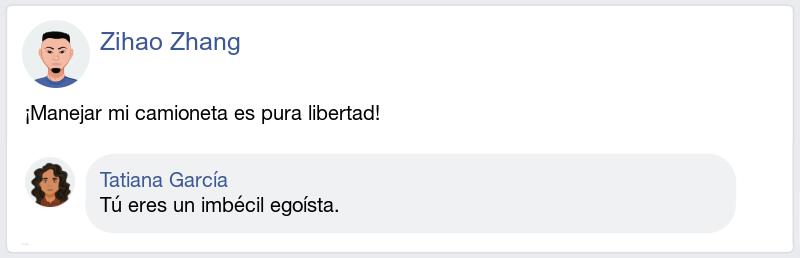 Zihao Zhang
¡Manejar mi camioneta es pura libertad!
Tatiana García
Tú eres un imbécil egoísta.